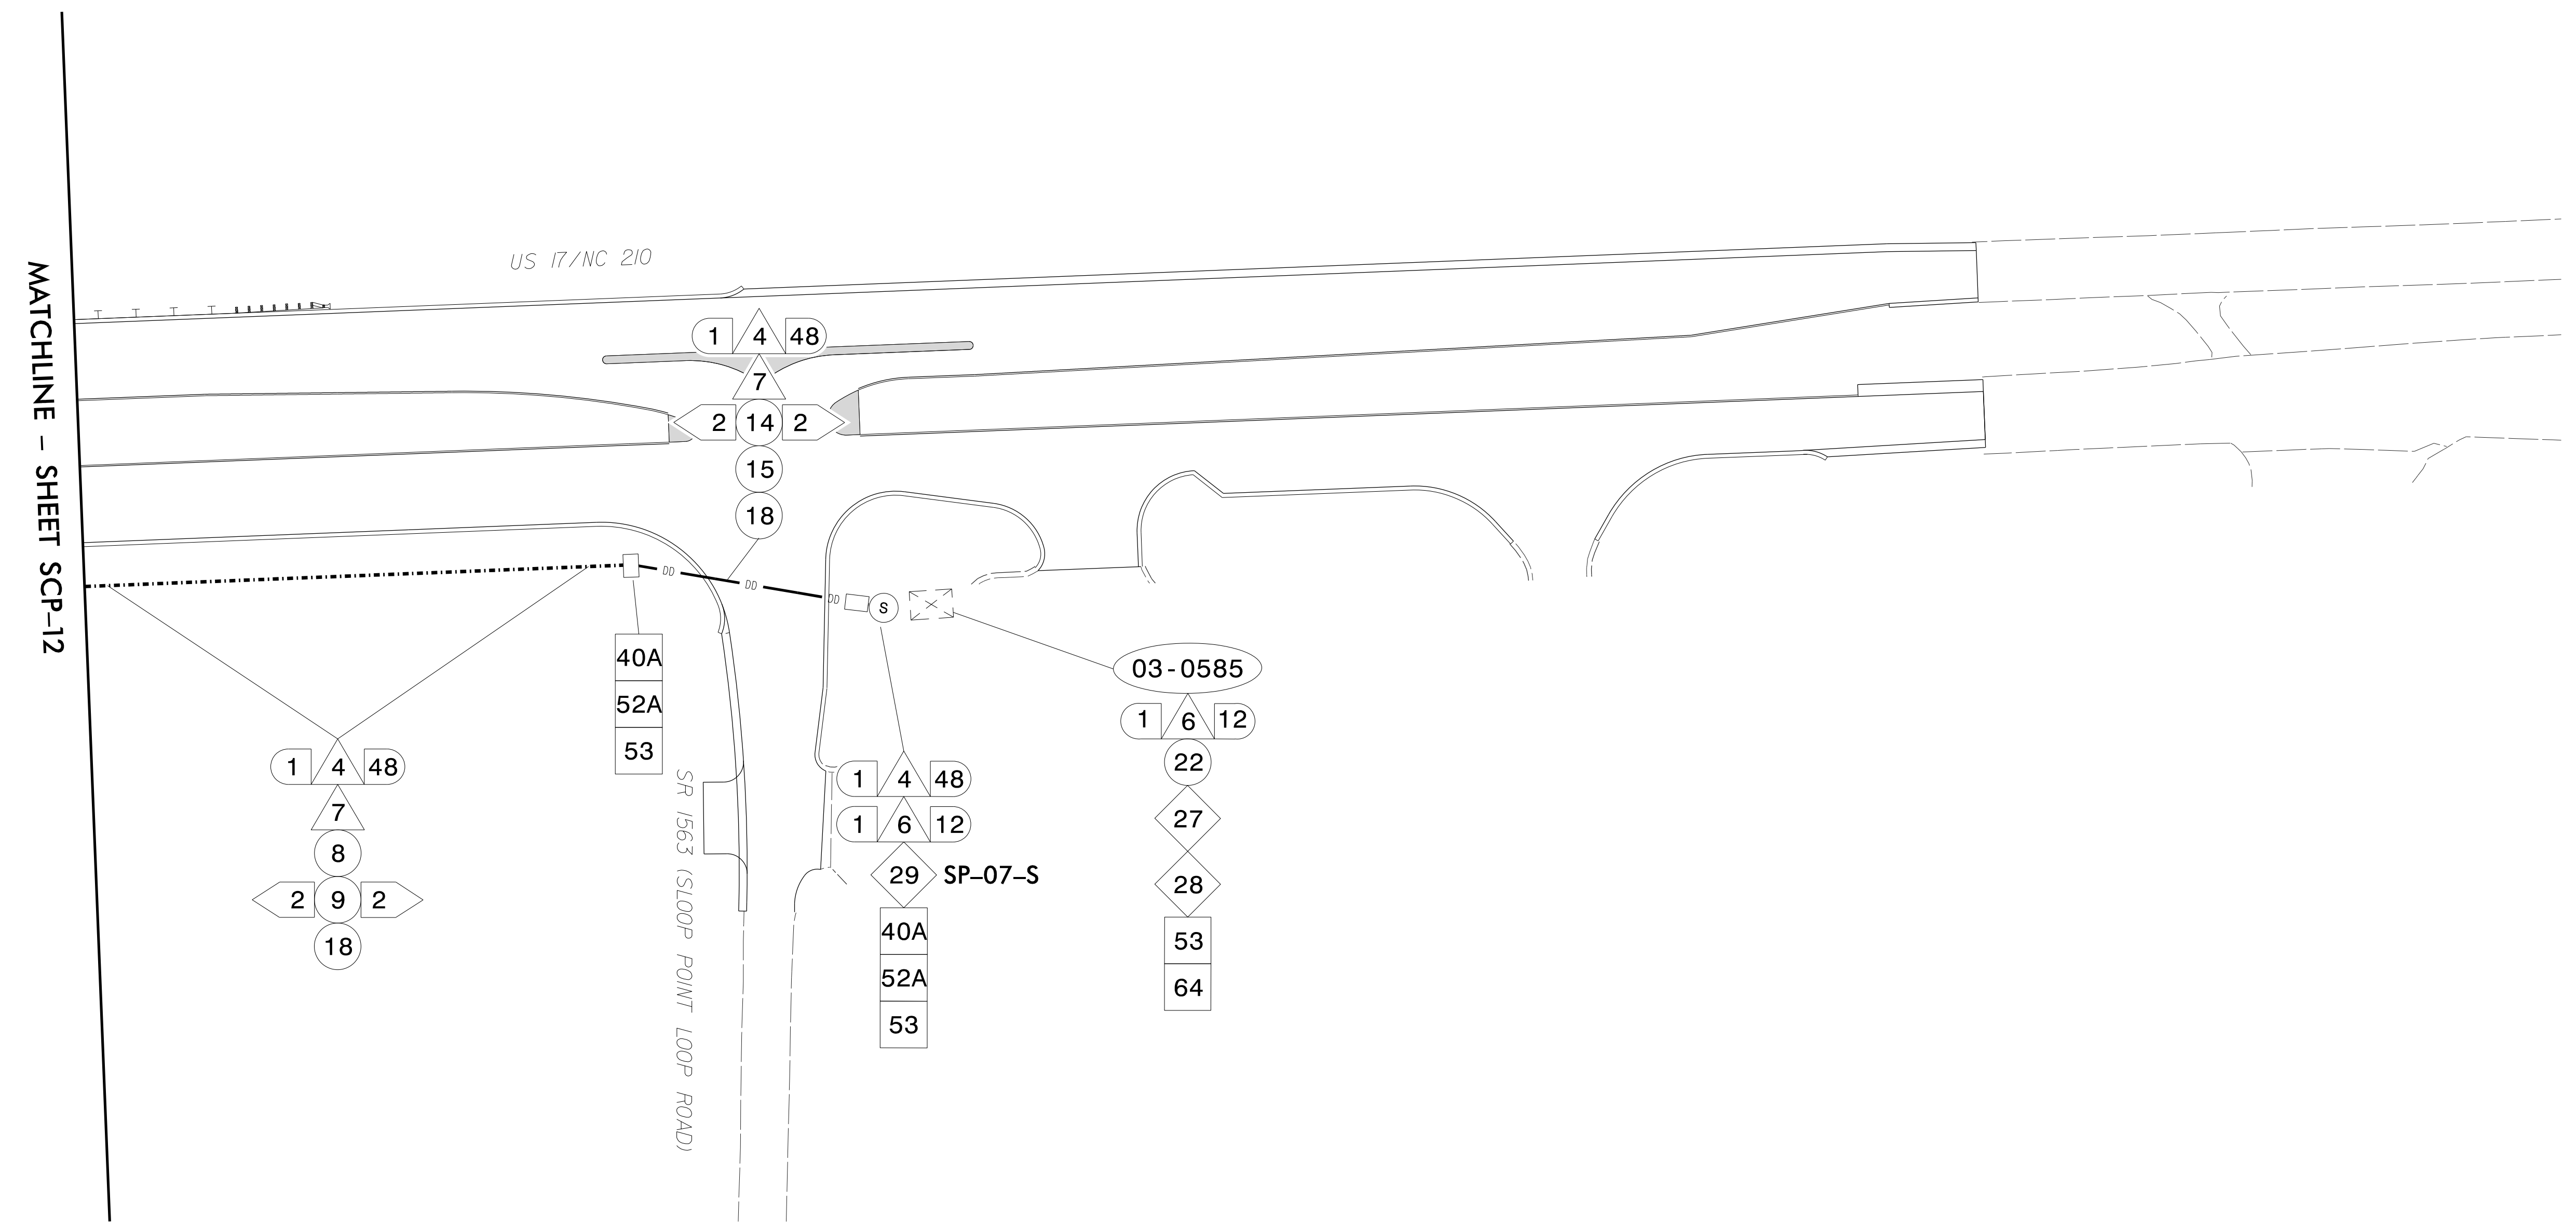 MATCHLINE – SHEET SCP–12
US 17/NC 210
1 4 48
7
2 14 2
15
18
DD DD DD
S
40A
52A
53
03-0585
1 6 12
22
27
28
53
64
1 4 48
7
8
2 9 2
18
SR 1563 (SLOOP POINT LOOP ROAD)
1 4 48
1 6 12
29 SP–07–S
40A
52A
53